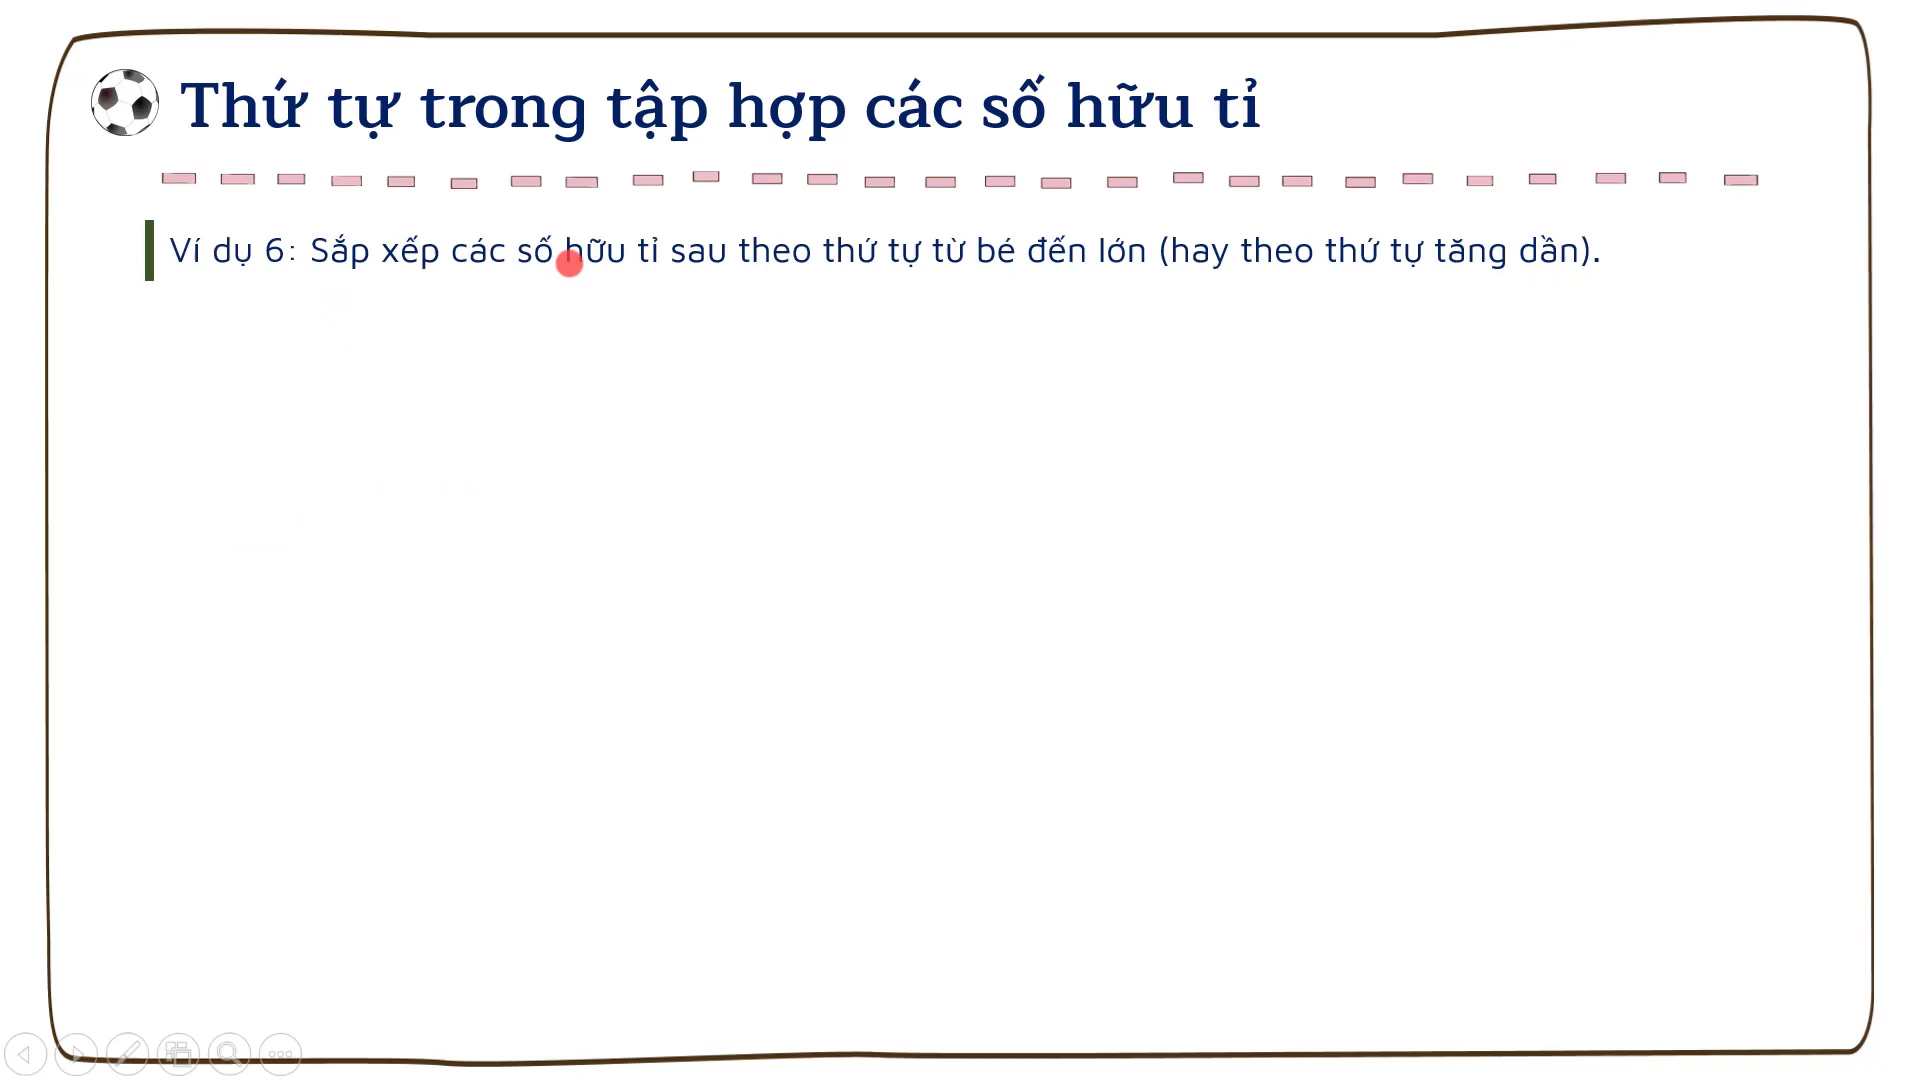 Thứ tự trong tập hợp các số hữu tỉ
Ví dụ 6: Sắp xếp các số hữu tỉ sau theo thứ tự từ bé đến lớn (hay theo thứ tự tăng dần).